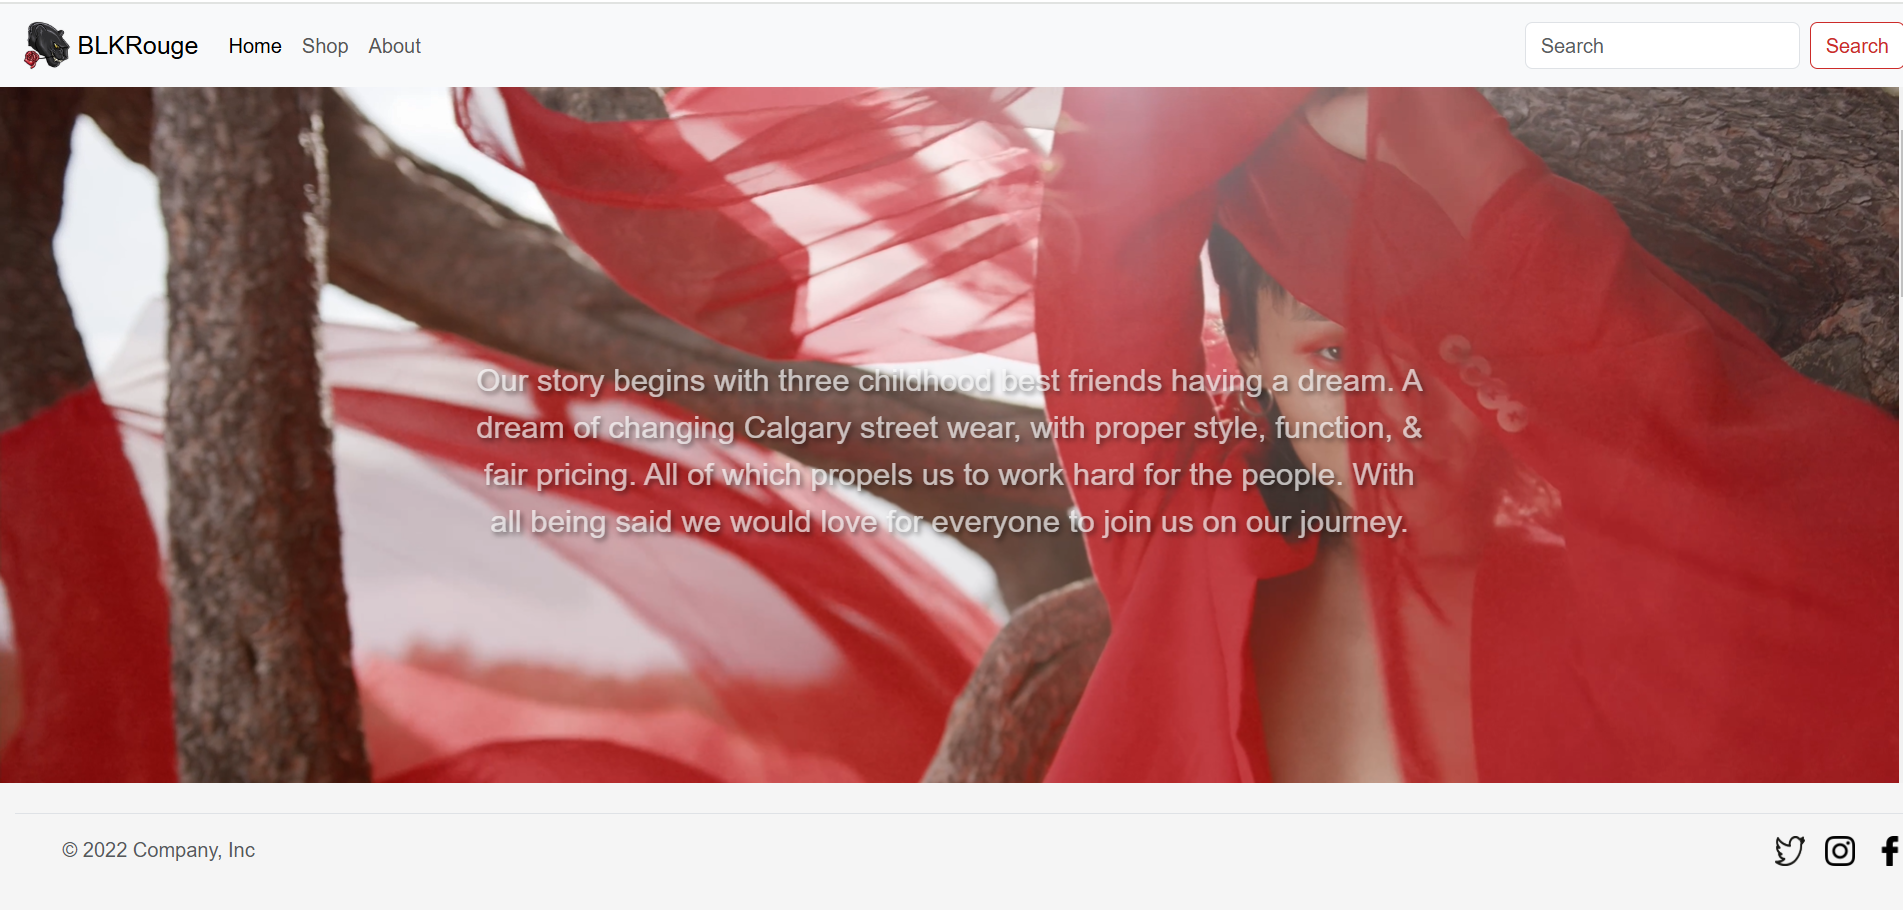 BLKRouge Home Shop About Search Search
Our story begins with three childhood best friends having a dream. A
dream of changing Calgary street wear, with proper style, function, &
fair pricing. All of which propels us to work hard for the people. With
all being said we would love for everyone to join us on our journey.
© 2022 Company, Inc